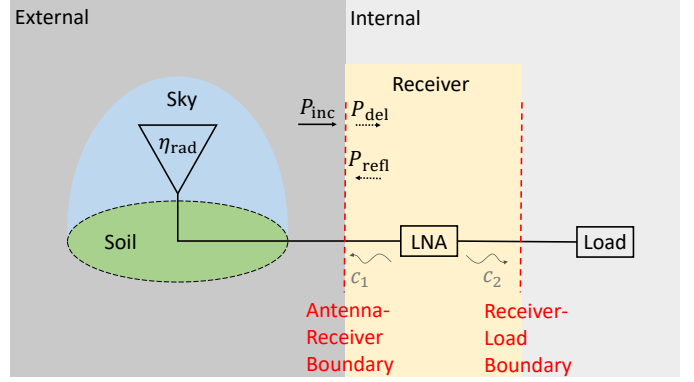 External
Internal
Receiver
Sky
P_inc
P_del
η_rad
P_refl
Soil
LNA
Load
c_1
c_2
Antenna-
Receiver
Boundary
Receiver-
Load
Boundary